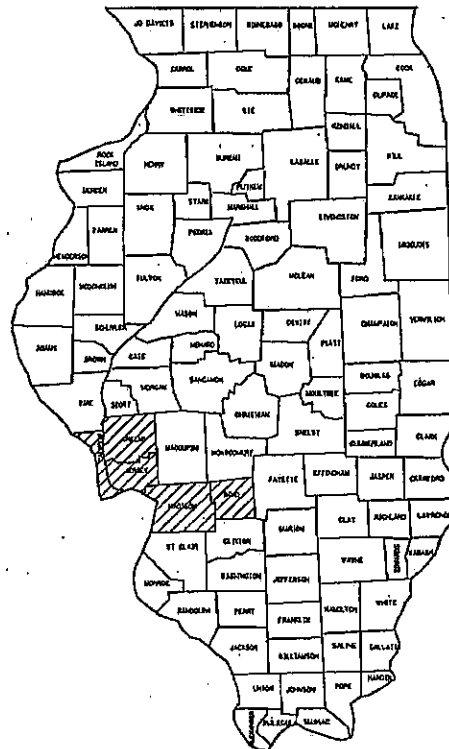 JO DAVIESS STEPHENSON WINNEBAGO BOONE MCHENRY LAKE
CARROL OGLE DEKALB KANE COOK
DUPAGE
WHITESIDE LEE KENDALL
ROCK ISLAND HENRY BUREAU LASALLE GRUNDY WILL
MERCER PUTNAM KANKAKEE
KNOX STARK MARSHALL LIVINGSTON
HENDERSON WARREN PEORIA WOODFORD IROQUOIS
HANCOCK MCDONOUGH FULTON TAZEWELL MCLEAN FORD
MASON
SCHUYLER LOGAN DEWITT CHAMPAIGN VERMILION
ADAMS BROWN CASS MENARD PIATT
SANGAMON MACON DOUGLAS EDGAR
PIKE SCOTT MORGAN MOULTRIE
CHRISTIAN COLES
SHELBY CUMBERLAND CLARK
MACOUPIN MONTGOMERY
JERSEY FAYETTE EFFINGHAM JASPER CRAWFORD
MADISON BOND
MARION CLAY RICHLAND LAWRENCE
ST CLAIR CLINTON
WAYNE EDWARDS WABASH
MONROE WASHINGTON JEFFERSON
RANDOLPH PERRY HAMILTON WHITE
FRANKLIN
JACKSON WILLIAMSON SALINE GALLATIN
HARDIN
UNION JOHNSON POPE
ALEXANDER PULASKI